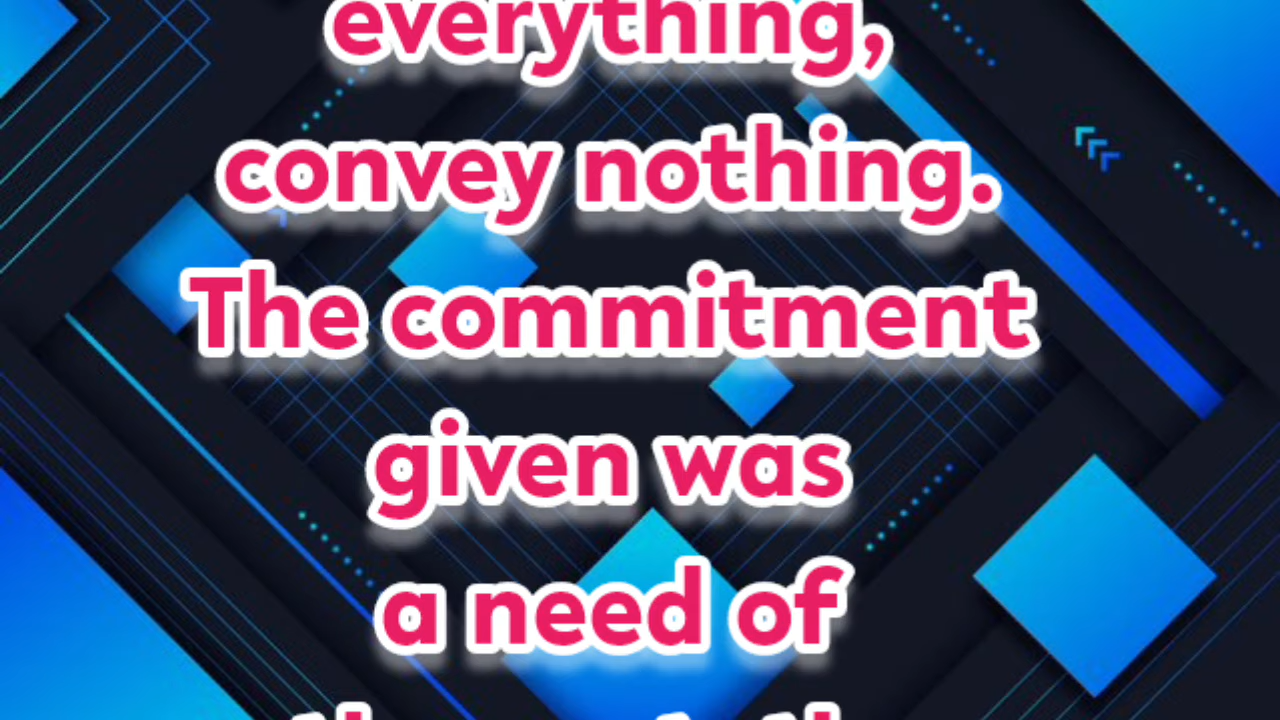 everything,
convey nothing.
The commitment
given was
a need of